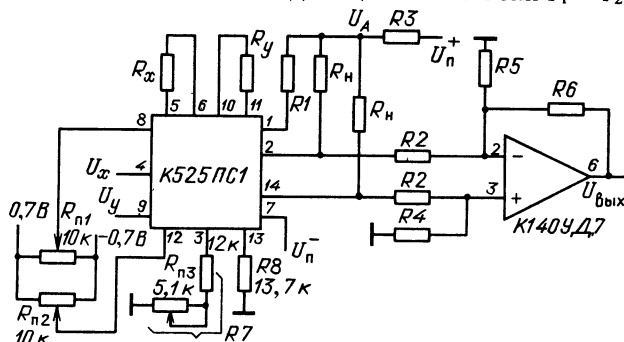 U_A
R3
U_п^+
R_x
R_y
R1
R_н
R_н
R5
R6
5 6 10 11
8
1
2
14
7
4
9
12 3 13
К525ПС1
U_x
U_y
R2
R2
R4
2
3
6
−
+
К140УД7
U_вых
U_п^-
0,7В
−0,7В
R_п1
10к
R_п2
10к
12к
R_п3
5,1к
R7
R8
13,7к